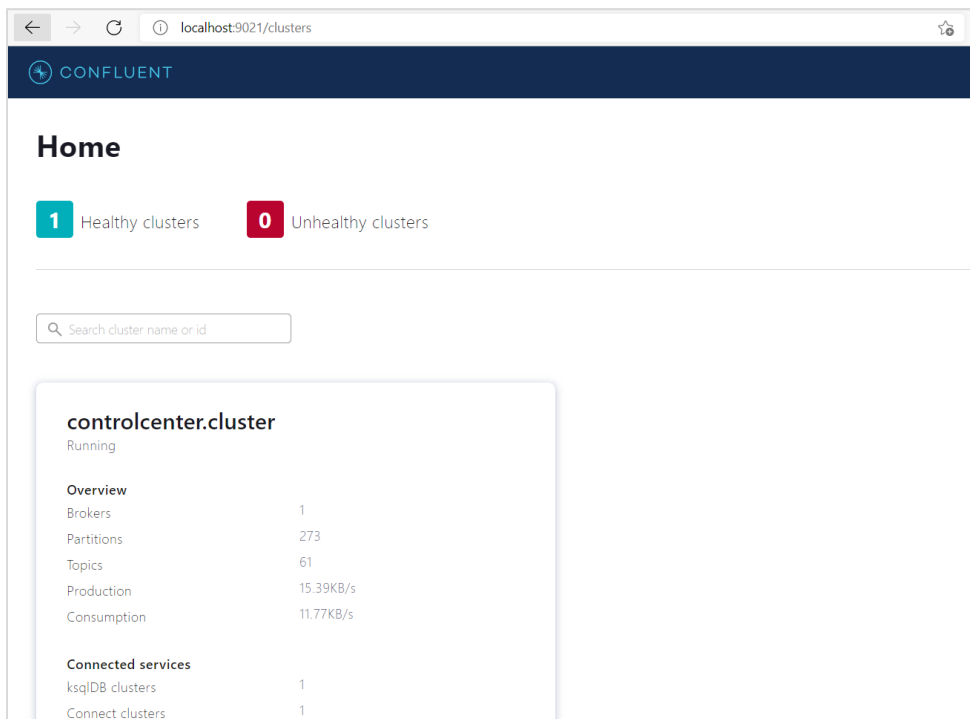 localhost:9021/clusters
CONFLUENT
Home
1 Healthy clusters 0 Unhealthy clusters
Search cluster name or id
controlcenter.cluster
Running
Overview
Brokers 1
Partitions 273
Topics 61
Production 15.39KB/s
Consumption 11.77KB/s
Connected services
ksqlDB clusters 1
Connect clusters 1